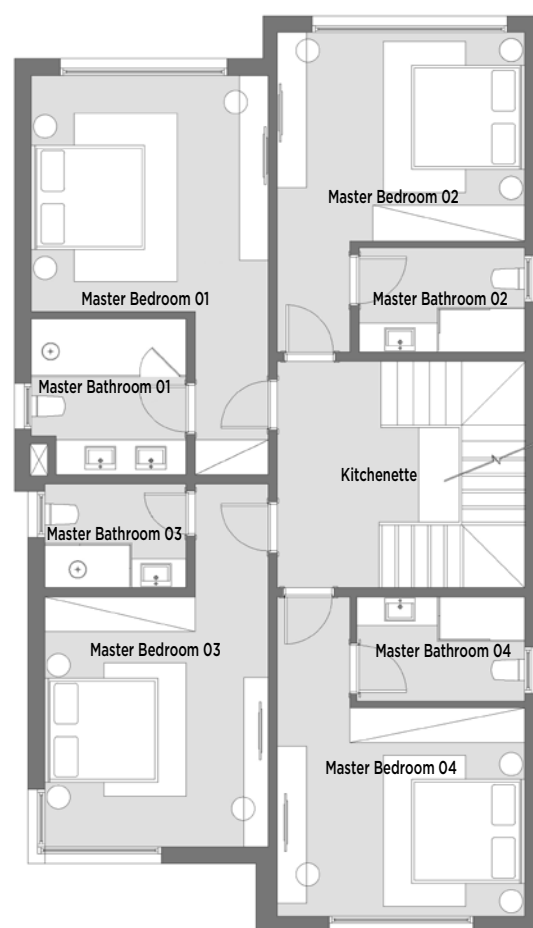 Master Bedroom 02
Master Bedroom 01
Master Bathroom 02
Master Bathroom 01
Kitchenette
Master Bathroom 03
Master Bedroom 03
Master Bathroom 04
Master Bedroom 04